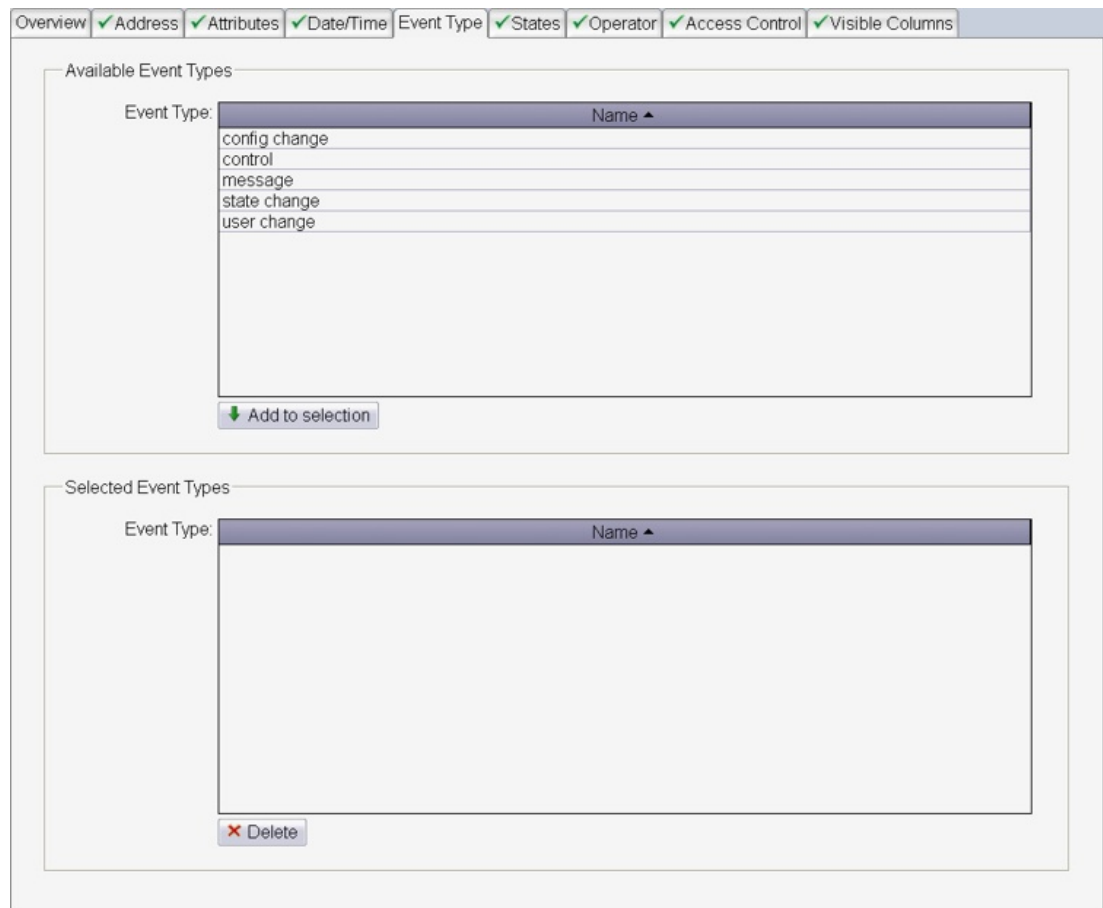 Overview Address Attributes Date/Time Event Type States Operator Access Control Visible Columns
Available Event Types
Event Type: Name
config change
control
message
state change
user change
Add to selection
Selected Event Types
Event Type: Name
Delete